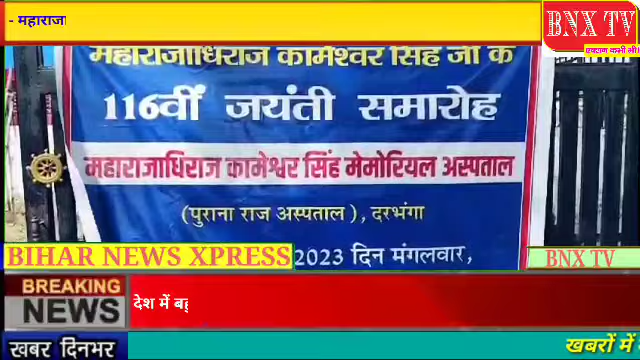 - महाराजा
BNX TV
महाराजाधिराज कामेश्वर सिंह जी के
116वीं जयंती समारोह
महाराजाधिराज कामेश्वर सिंह मेमोरियल अस्पताल
(पुराना राज अस्पताल), दरभंगा
BIHAR NEWS XPRESS
2023 दिन मंगलवार,
BNX TV
BREAKING
NEWS
देश में
खबर दिनभर
खबरों में